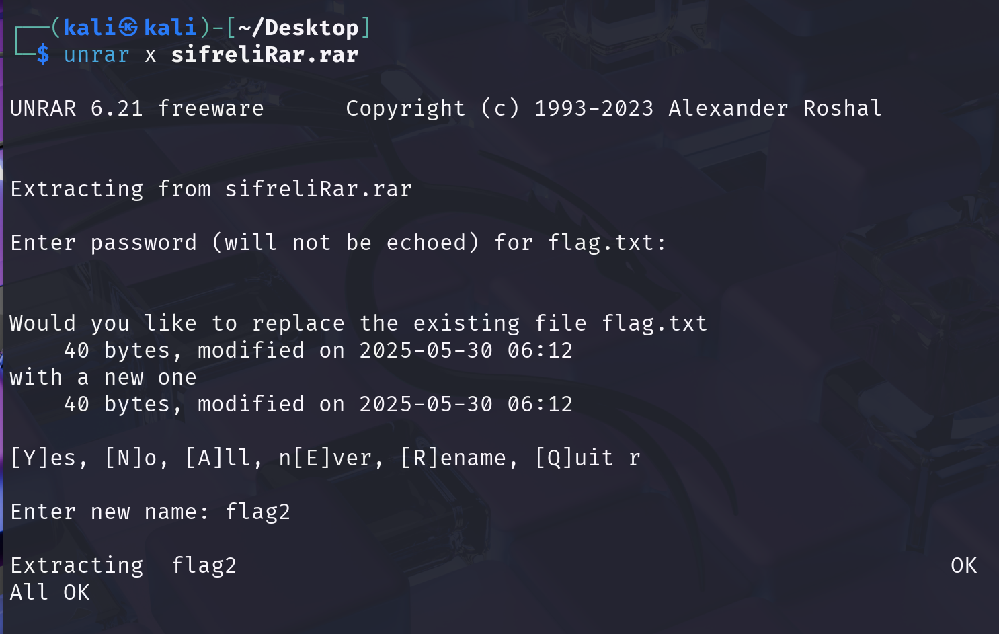 ┌──(kali㉿kali)-[~/Desktop]
└─$ unrar x sifreliRar.rar
UNRAR 6.21 freeware      Copyright (c) 1993-2023 Alexander Roshal
Extracting from sifreliRar.rar
Enter password (will not be echoed) for flag.txt:
Would you like to replace the existing file flag.txt
    40 bytes, modified on 2025-05-30 06:12
with a new one
    40 bytes, modified on 2025-05-30 06:12
[Y]es, [N]o, [A]ll, n[E]ver, [R]ename, [Q]uit r
Enter new name: flag2
Extracting  flag2                                                     OK
All OK